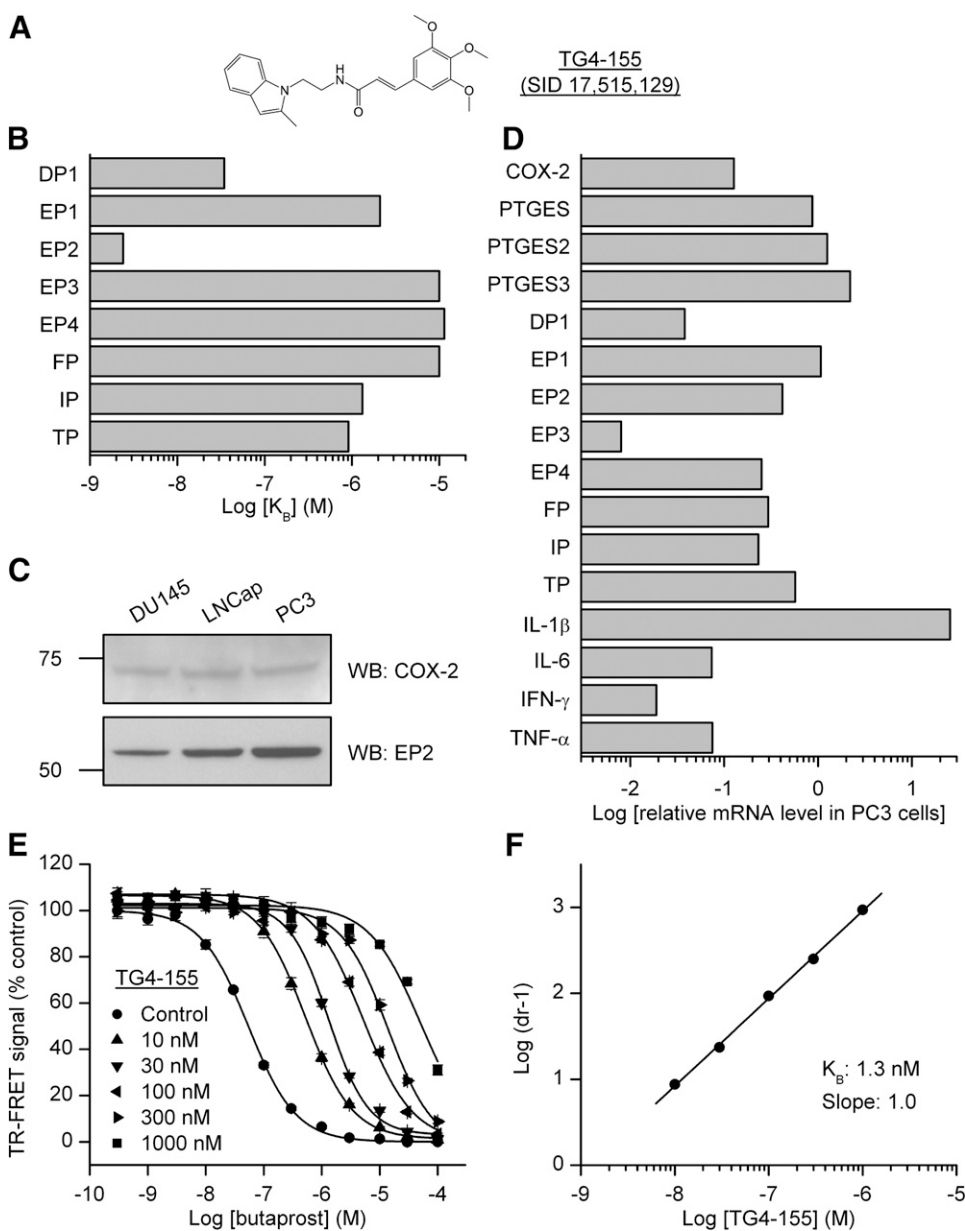 A
O
O
O
H
N
N
O
TG4-155
(SID 17,515,129)
B
DP1
EP1
EP2
EP3
EP4
FP
IP
TP
-9 -8 -7 -6 -5
Log [K_B] (M)
C
DU145 LNCap PC3
75
WB: COX-2
50
WB: EP2
D
COX-2
PTGES
PTGES2
PTGES3
DP1
EP1
EP2
EP3
EP4
FP
IP
TP
IL-1β
IL-6
IFN-γ
TNF-α
-2 -1 0 1
Log [relative mRNA level in PC3 cells]
E
TR-FRET signal (% control)
120
100
80
60
40
20
0
TG4-155
Control
10 nM
30 nM
100 nM
300 nM
1000 nM
-10 -9 -8 -7 -6 -5 -4
Log [butaprost] (M)
F
Log (dr-1)
3
2
1
0
K_B: 1.3 nM
Slope: 1.0
-9 -8 -7 -6 -5
Log [TG4-155] (M)